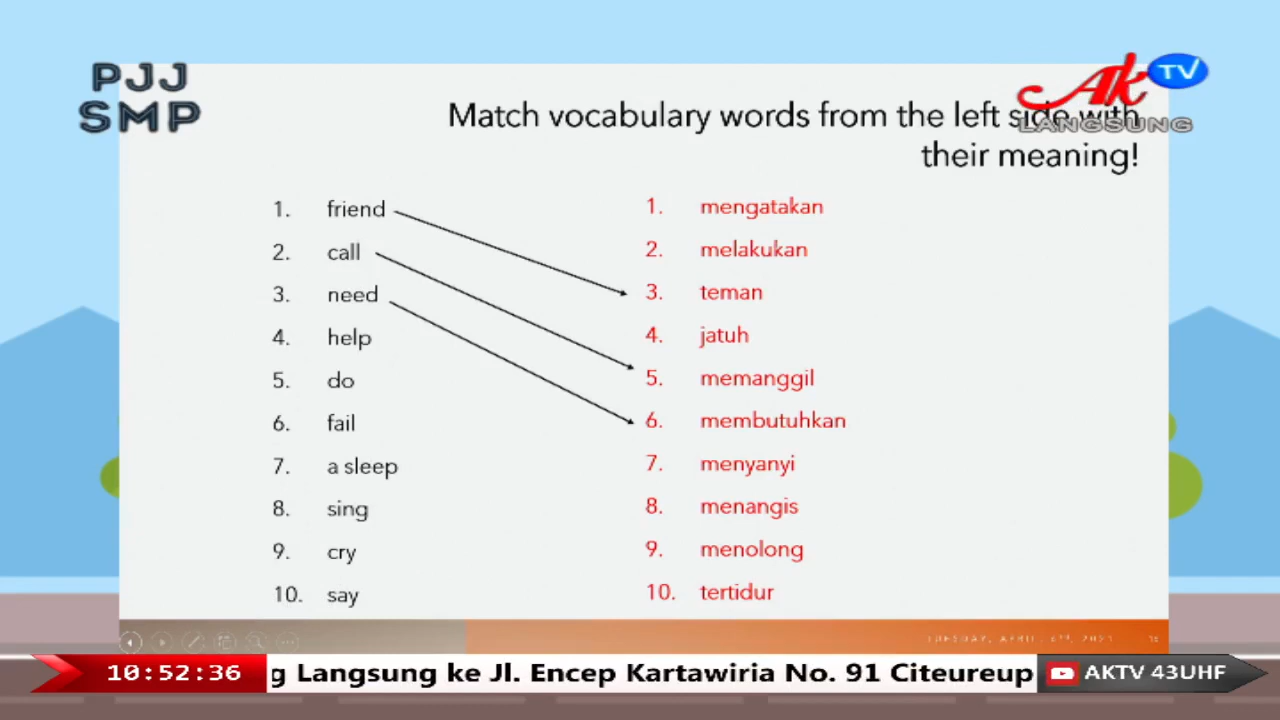 PJJ
SMP
Ak TV
LANGSUNG
Match vocabulary words from the left side with
their meaning!
1. friend
2. call
3. need
4. help
5. do
6. fail
7. a sleep
8. sing
9. cry
10. say
1. mengatakan
2. melakukan
3. teman
4. jatuh
5. memanggil
6. membutuhkan
7. menyanyi
8. menangis
9. menolong
10. tertidur
10:52:36
g Langsung ke Jl. Encep Kartawiria No. 91 Citeureup
AKTV 43UHF